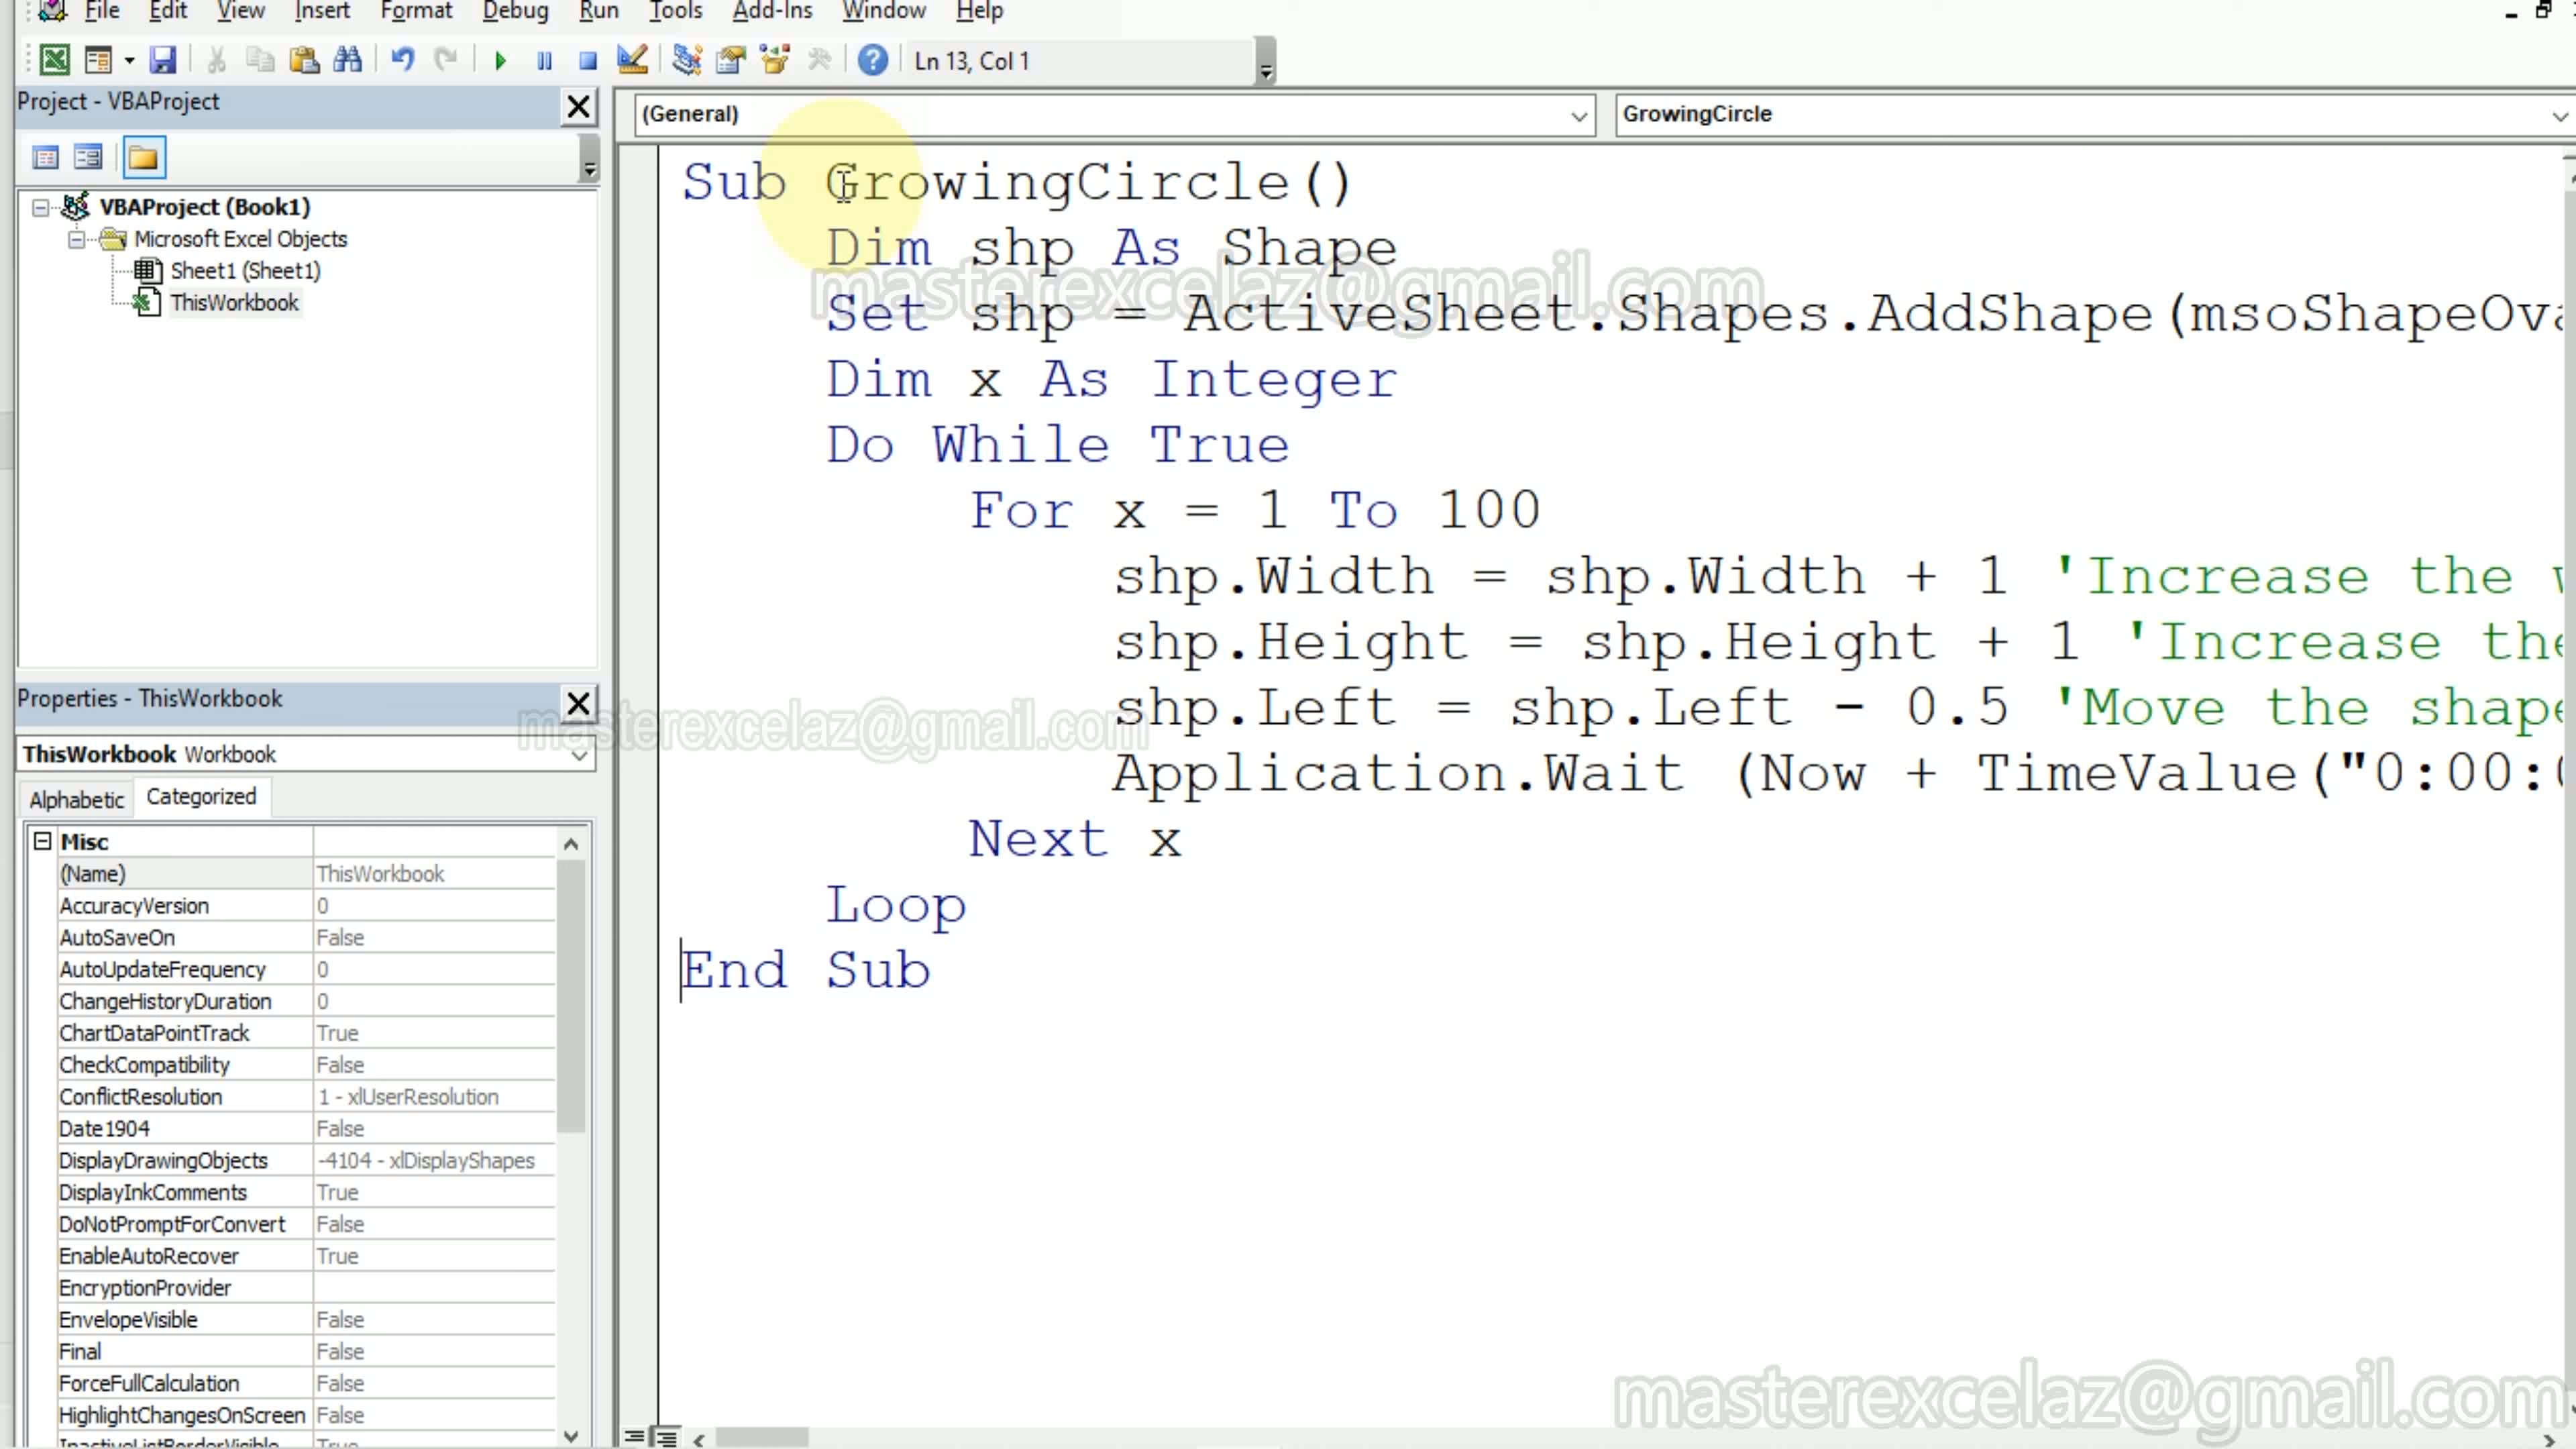 File Edit View Insert Format Debug Run Tools Add-Ins Window Help
Ln 13, Col 1
Project - VBAProject
(General)
GrowingCircle
VBAProject (Book1)
Microsoft Excel Objects
Sheet1 (Sheet1)
ThisWorkbook
Sub GrowingCircle()
Dim shp As Shape
masterexcelaz@gmail.com
Set shp = ActiveSheet.Shapes.AddShape(msoShapeOva
Dim x As Integer
Do While True
For x = 1 To 100
shp.Width = shp.Width + 1 'Increase the
shp.Height = shp.Height + 1 'Increase the
shp.Left = shp.Left - 0.5 'Move the shape
masterexcelaz@gmail.com
Application.Wait (Now + TimeValue("0:00:0
Next x
Loop
End Sub
Properties - ThisWorkbook
ThisWorkbook Workbook
Alphabetic Categorized
Misc
(Name) ThisWorkbook
AccuracyVersion 0
AutoSaveOn False
AutoUpdateFrequency 0
ChangeHistoryDuration 0
ChartDataPointTrack True
CheckCompatibility False
ConflictResolution 1 - xlUserResolution
Date1904 False
DisplayDrawingObjects -4104 - xlDisplayShapes
DisplayInkComments True
DoNotPromptForConvert False
EnableAutoRecover True
EncryptionProvider
EnvelopeVisible False
Final False
ForceFullCalculation False
HighlightChangesOnScreen False
InactiveListBorderVisible True
masterexcelaz@gmail.com